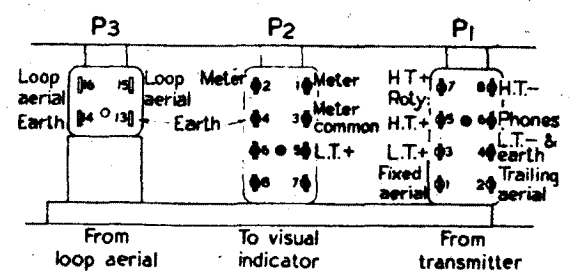 P3 P2 P1
Loop aerial 16 15 Loop aerial
Earth 14 13 Earth
Meter 2 1 Meter
4 3 Meter common
6 5 L.T.+
8 7
H.T.+ Roty. 7 8 H.T.-
H.T.+ 5 6 Phones
L.T.+ 3 4 L.T.- & earth
Fixed aerial 1 2 Trailing aerial
From loop aerial
To visual indicator
From transmitter